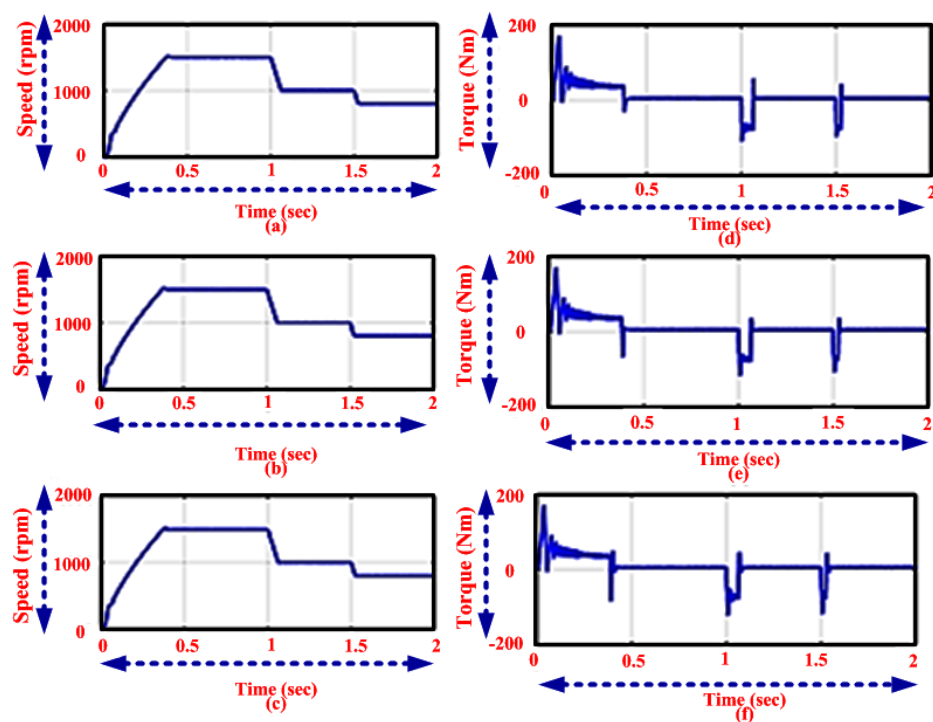 2000
Speed (rpm)
1000
0
0 0.5 1 1.5 2
Time (sec)
(a)
200
Torque (Nm)
0
-200
0 0.5 1 1.5 2
Time (sec)
(d)
2000
Speed (rpm)
1000
0
0 0.5 1 1.5 2
Time (sec)
(b)
200
Torque (Nm)
0
-200
0 0.5 1 1.5 2
Time (sec)
(e)
2000
Speed (rpm)
1000
0
0 0.5 1 1.5 2
Time (sec)
(c)
200
Torque (Nm)
0
-200
0 0.5 1 1.5 2
Time (sec)
(f)